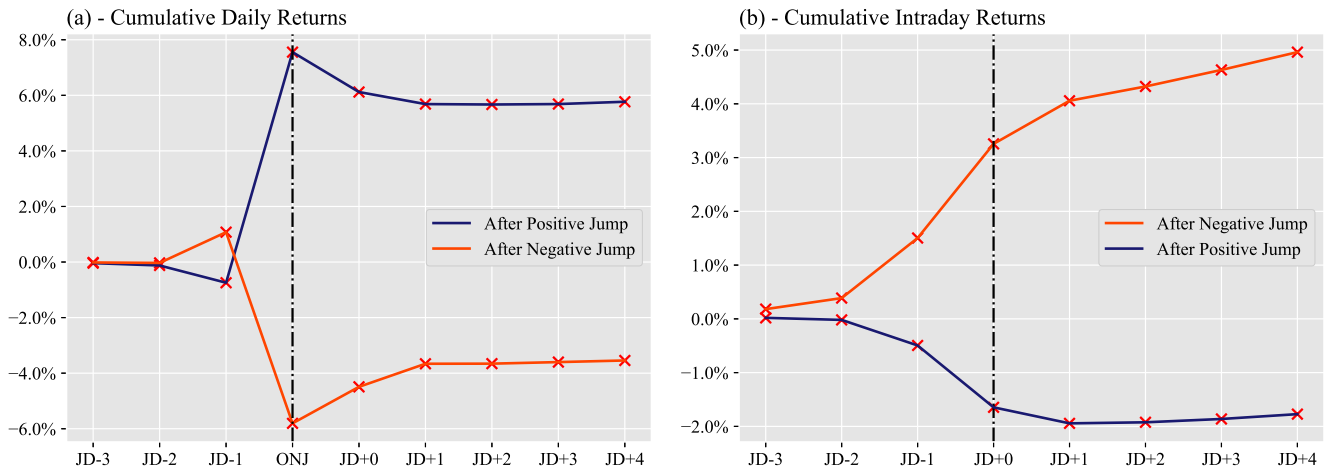 (a) - Cumulative Daily Returns
8.0%
6.0%
4.0%
2.0%
0.0%
−2.0%
−4.0%
−6.0%
After Positive Jump
After Negative Jump
JD-3 JD-2 JD-1 ONJ JD+0 JD+1 JD+2 JD+3 JD+4
(b) - Cumulative Intraday Returns
5.0%
4.0%
3.0%
2.0%
1.0%
0.0%
−1.0%
−2.0%
After Negative Jump
After Positive Jump
JD-3 JD-2 JD-1 JD+0 JD+1 JD+2 JD+3 JD+4